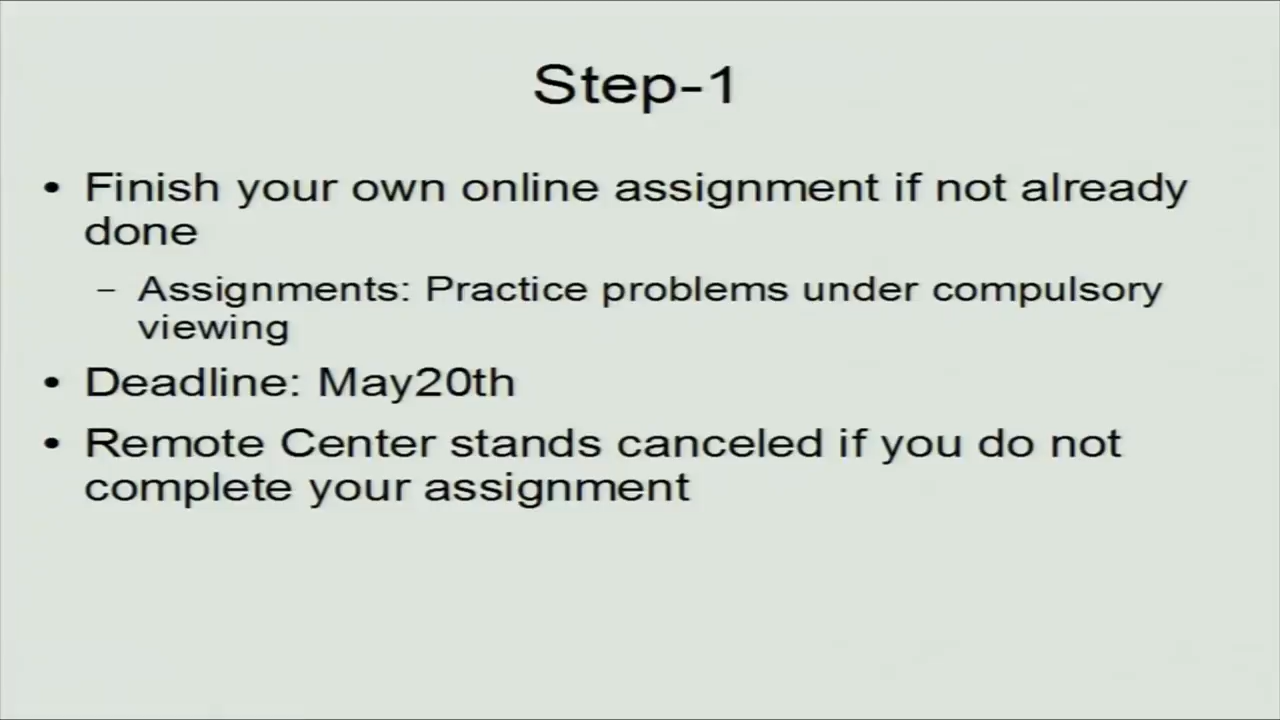 Step-1
• Finish your own online assignment if not already
done
– Assignments: Practice problems under compulsory
viewing
• Deadline: May20th
• Remote Center stands canceled if you do not
complete your assignment